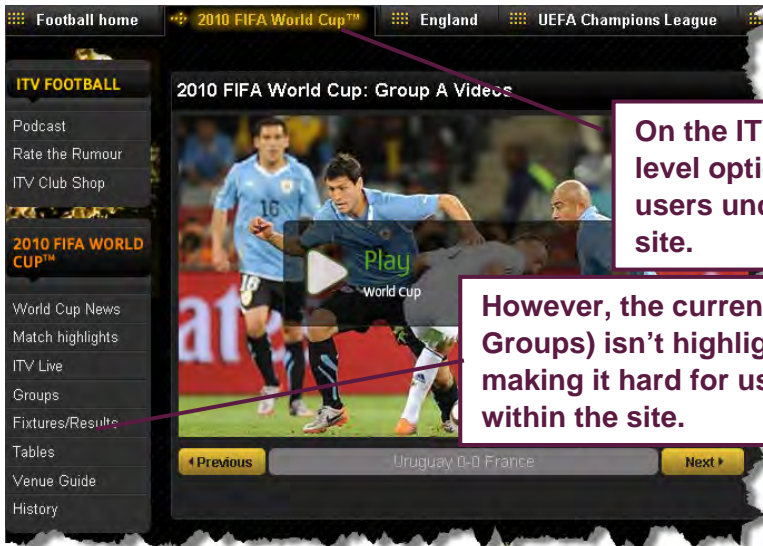 Football home
2010 FIFA World Cup™
England
UEFA Champions League
ITV FOOTBALL
Podcast
Rate the Rumour
ITV Club Shop
2010 FIFA WORLD
CUP™
World Cup News
Match highlights
ITV Live
Groups
Fixtures/Results
Tables
Venue Guide
History
2010 FIFA World Cup: Group A Videos
16
Play
World Cup
Previous
Uruguay 0-0 France
Next
On the IT
level opti
users und
site.
However, the curren
Groups) isn't highlig
making it hard for us
within the site.